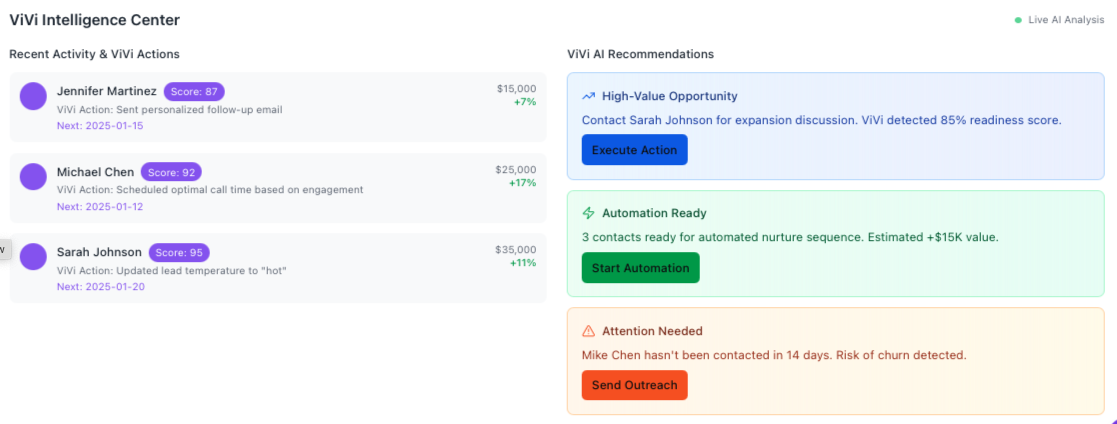 ViVi Intelligence Center
Live AI Analysis
Recent Activity & ViVi Actions
Jennifer Martinez
Score: 87
$15,000
+7%
ViVi Action: Sent personalized follow-up email
Next: 2025-01-15
Michael Chen
Score: 92
$25,000
+17%
ViVi Action: Scheduled optimal call time based on engagement
Next: 2025-01-12
w
Sarah Johnson
Score: 95
$35,000
+11%
ViVi Action: Updated lead temperature to "hot"
Next: 2025-01-20
ViVi AI Recommendations
High-Value Opportunity
Contact Sarah Johnson for expansion discussion. ViVi detected 85% readiness score.
Execute Action
Automation Ready
3 contacts ready for automated nurture sequence. Estimated +$15K value.
Start Automation
Attention Needed
Mike Chen hasn't been contacted in 14 days. Risk of churn detected.
Send Outreach